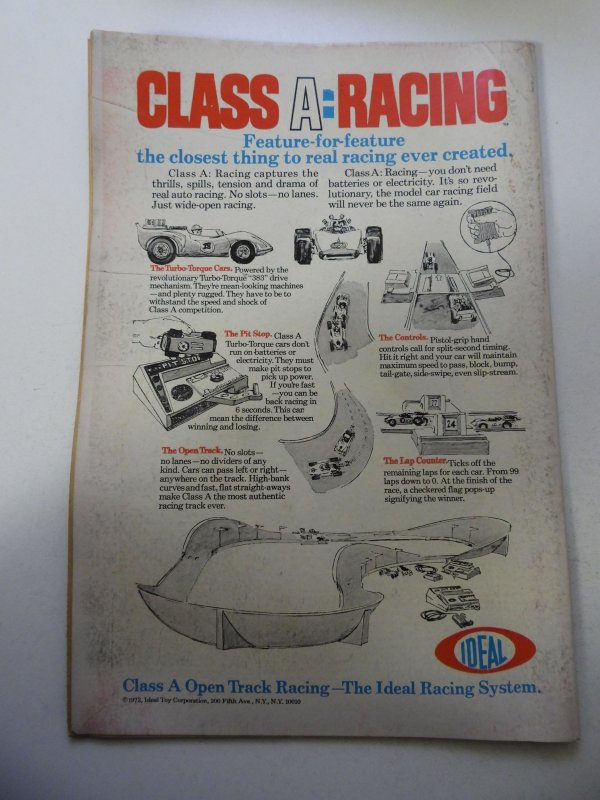 CLASS A: RACING
Feature-for-feature
the closest thing to real racing ever created.
Class A: Racing captures the
thrills, spills, tension and drama of
real auto racing. No slots—no lanes.
Just wide-open racing.
Class A: Racing—you don't need
batteries or electricity. It's so revo-
lutionary, the model car racing field
will never be the same again.
The Turbo-Torque Cars. Powered by the
revolutionary Turbo-Torque™ "383" drive
mechanism. They're mean-looking machines
—and plenty rugged. They have to be to
withstand the speed and shock of
Class A competition.
PIT STOP
The Pit Stop. Class A
Turbo-Torque cars don't
run on batteries or
electricity. They must
make pit stops to
pick up power.
If you're fast
—you can be
back racing in
6 seconds. This can
mean the difference between
winning and losing.
The Controls. Pistol-grip hand
controls call for split-second timing.
Hit it right and your car will maintain
maximum speed to pass, block, bump,
tail-gate, side-swipe, even slip-stream.
The Open Track. No slots—
no lanes—no dividers of any
kind. Cars can pass left or right—
anywhere on the track. High-bank
curves and fast, flat straight-aways
make Class A the most authentic
racing track ever.
14
The Lap Counter. Ticks off the
remaining laps for each car. From 99
laps down to 0. At the finish of the
race, a checkered flag pops-up
signifying the winner.
IDEAL
Class A Open Track Racing—The Ideal Racing System.
©1972, Ideal Toy Corporation, 200 Fifth Ave., N.Y., N.Y. 10010